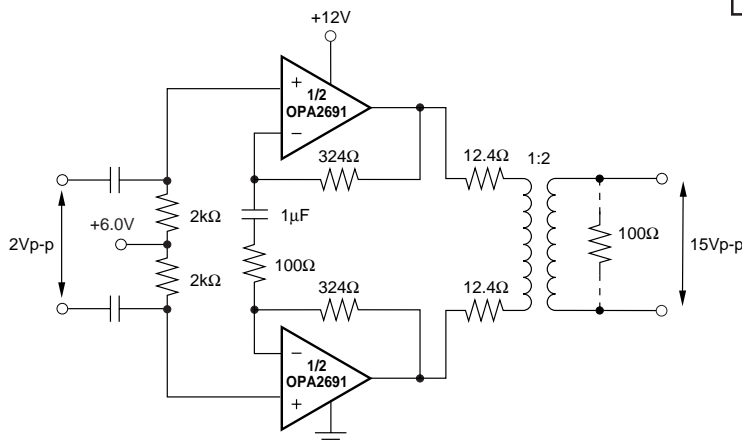 +12V
+
1/2
OPA2691
−
324Ω
12.4Ω
1:2
+6.0V
2kΩ
1µF
2Vp-p
100Ω
100Ω
15Vp-p
2kΩ
324Ω
12.4Ω
−
1/2
OPA2691
+